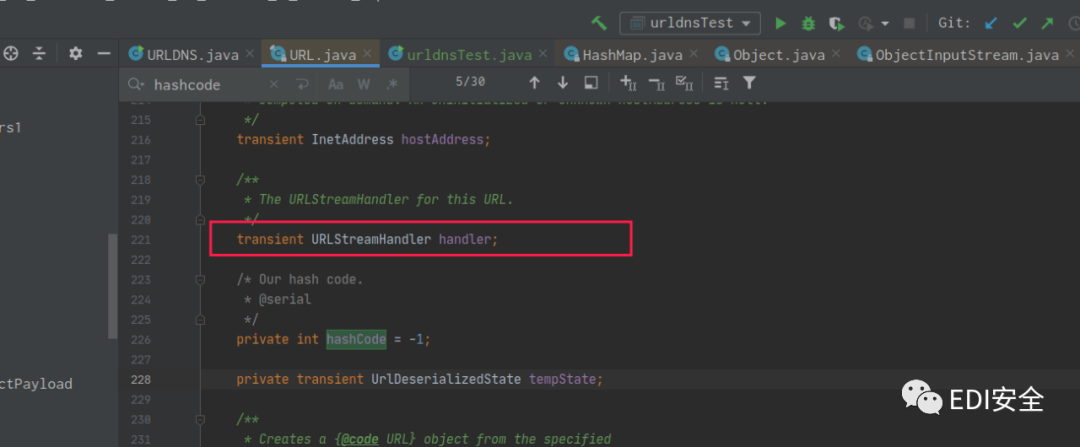 urldnsTest
Git:
URLDNS.java
URL.java
urldnsTest.java
HashMap.java
Object.java
ObjectInputStream.java
hashcode
Aa
W
.*
5/30
rs1
ctPayload
215 */
216 transient InetAddress hostAddress;
217
218 /**
219 * The URLStreamHandler for this URL.
220 */
221 transient URLStreamHandler handler;
222
223 /* Our hash code.
224 * @serial
225 */
226 private int hashCode = -1;
227
228 private transient UrlDeserializedState tempState;
229
230 /**
231 * Creates a {@code URL} object from the specified
EDI安全